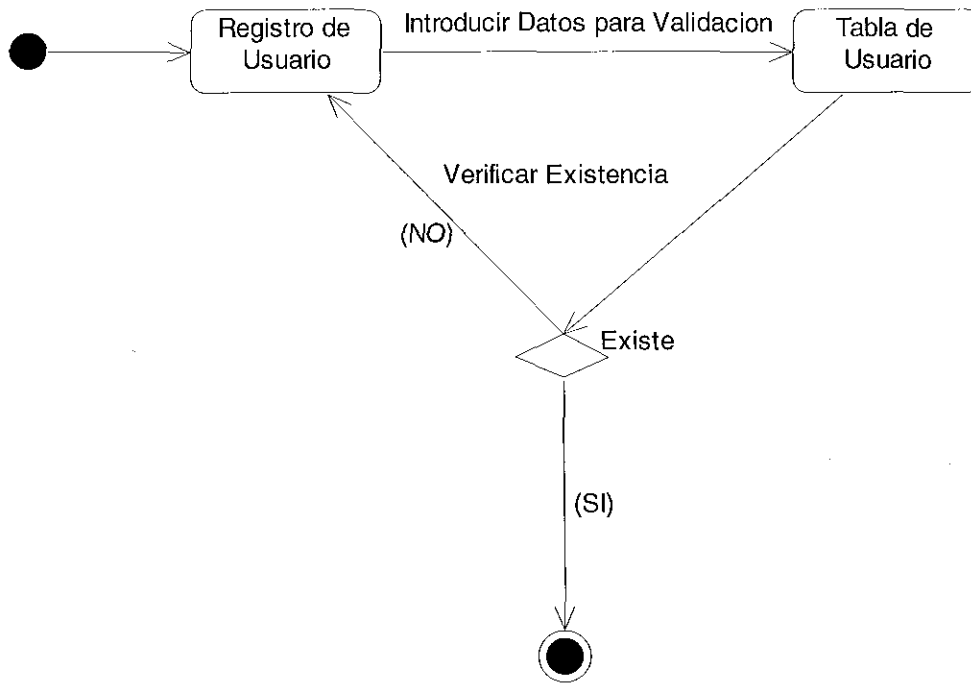 Registro de
Usuario
Introducir Datos para Validacion
Tabla de
Usuario
Verificar Existencia
(NO)
Existe
(SI)